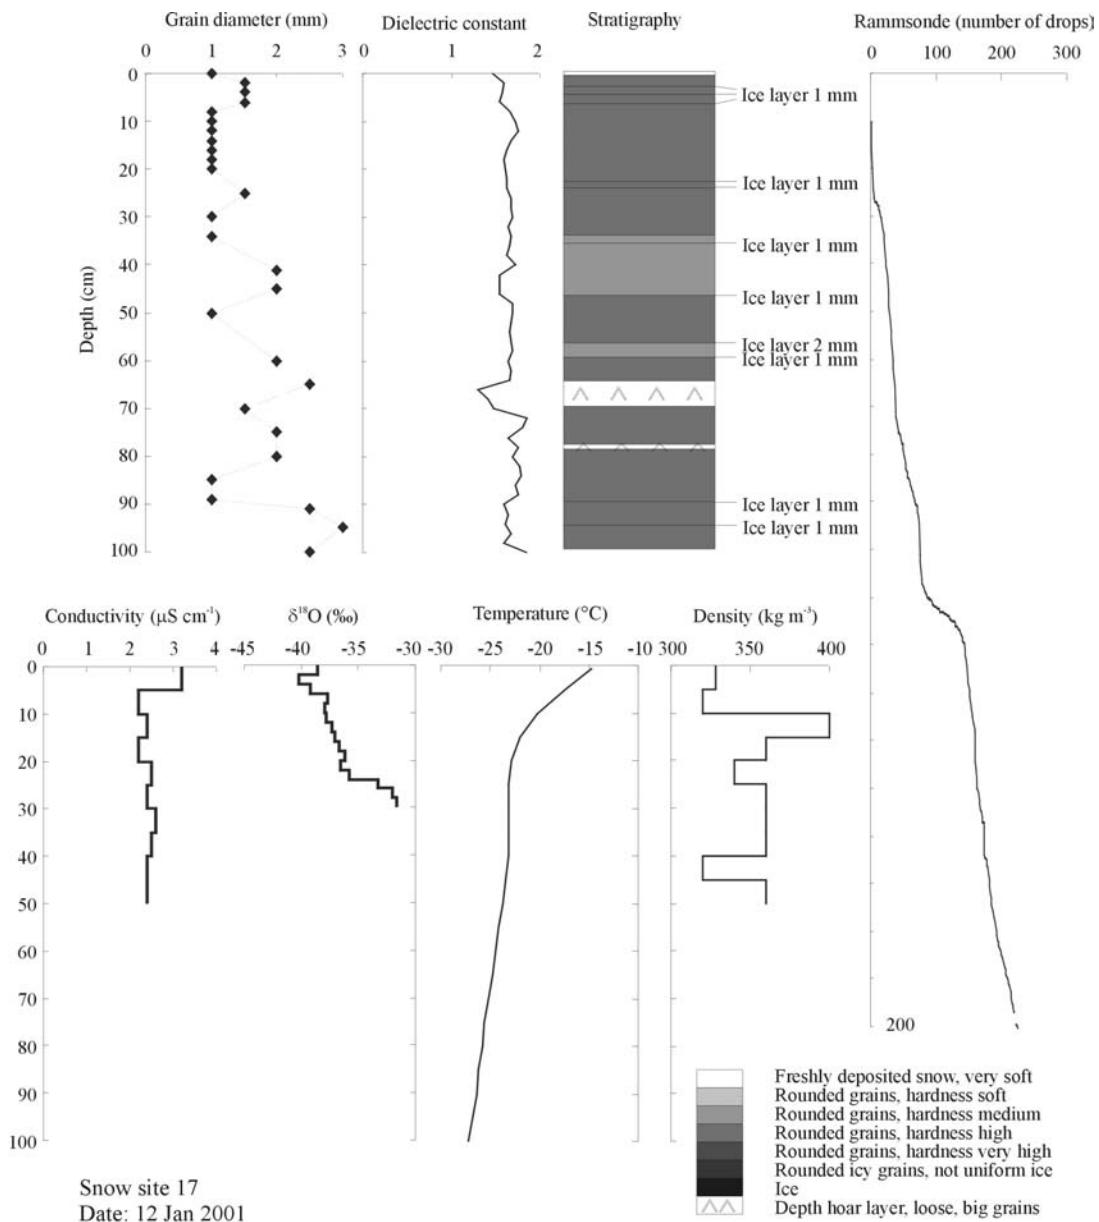 Grain diameter (mm)
0 1 2 3
Dielectric constant
0 1 2
Stratigraphy
Rammsonde (number of drops)
0 100 200 300
Depth (cm)
0
10
20
30
40
50
60
70
80
90
100
Ice layer 1 mm
Ice layer 1 mm
Ice layer 1 mm
Ice layer 1 mm
Ice layer 2 mm
Ice layer 1 mm
Ice layer 1 mm
Ice layer 1 mm
200
Conductivity (µS cm⁻¹)
0 1 2 3 4
δ¹⁸O (‰)
-45 -40 -35 -30
Temperature (°C)
-30 -25 -20 -15 -10
Density (kg m⁻³)
300 360 400
0
10
20
30
40
50
60
70
80
90
100
Freshly deposited snow, very soft
Rounded grains, hardness soft
Rounded grains, hardness medium
Rounded grains, hardness high
Rounded grains, hardness very high
Rounded icy grains, not uniform ice
Ice
Depth hoar layer, loose, big grains
Snow site 17
Date: 12 Jan 2001